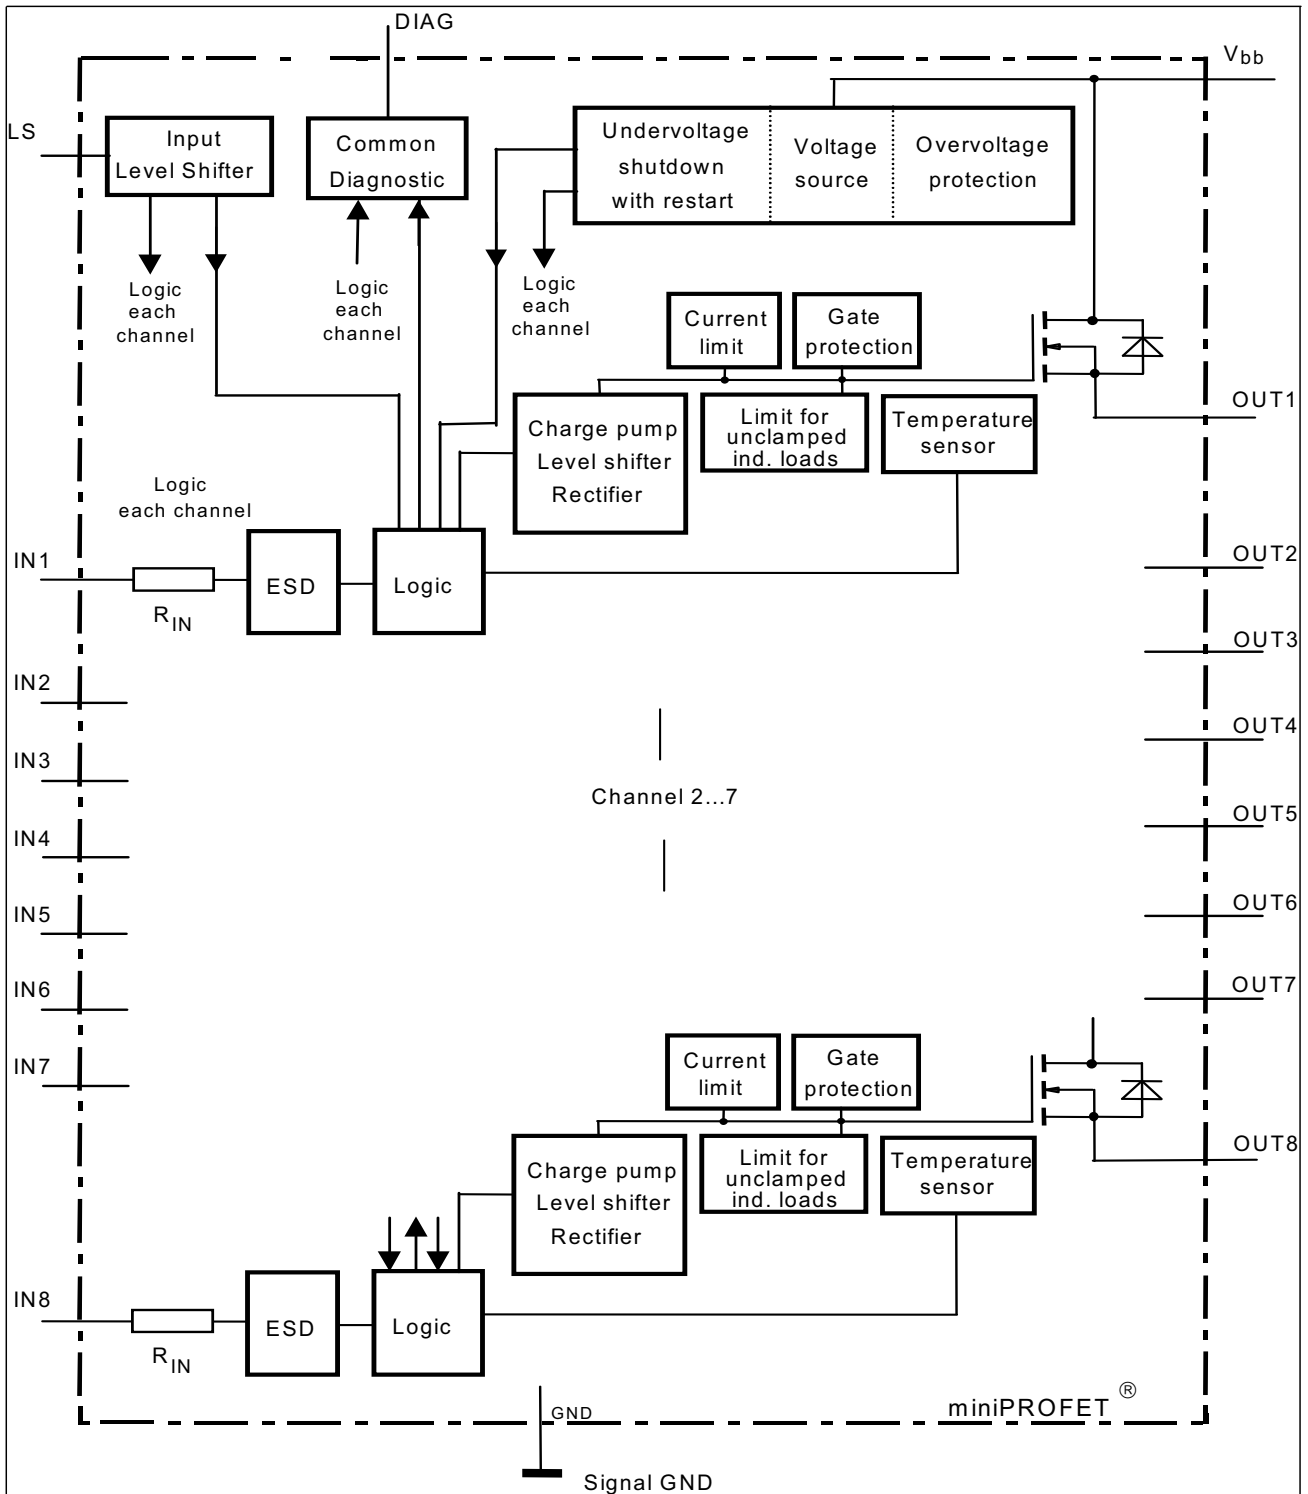 DIAG
Vbb
LS
Input
Level Shifter
Common
Diagnostic
Undervoltage
shutdown
with restart
Voltage
source
Overvoltage
protection
Logic
each
channel
Logic
each
channel
Logic
each
channel
Current
limit
Gate
protection
OUT1
Charge pump
Level shifter
Rectifier
Limit for
unclamped
ind. loads
Temperature
sensor
Logic
each channel
IN1
RIN
ESD
Logic
OUT2
OUT3
IN2
OUT4
IN3
Channel 2...7
OUT5
IN4
IN5
OUT6
IN6
OUT7
IN7
Current
limit
Gate
protection
OUT8
Charge pump
Level shifter
Rectifier
Limit for
unclamped
ind. loads
Temperature
sensor
IN8
RIN
ESD
Logic
miniPROFET®
GND
Signal GND